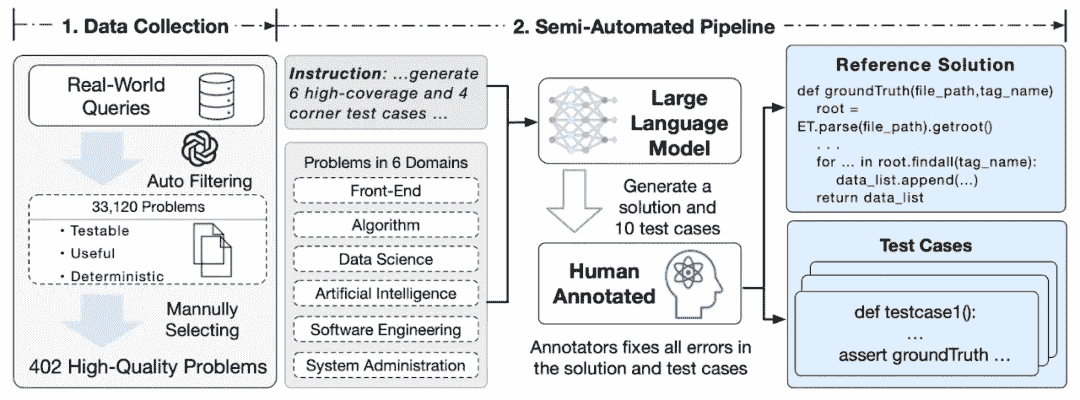 1. Data Collection
2. Semi-Automated Pipeline
Real-World
Queries
Auto Filtering
33,120 Problems
• Testable
• Useful
• Deterministic
Mannully
Selecting
402 High-Quality Problems
Instruction: ...generate
6 high-coverage and 4
corner test cases ...
Problems in 6 Domains
Front-End
Algorithm
Data Science
Artificial Intelligence
Software Engineering
System Administration
Large
Language
Model
Generate a
solution and
10 test cases
Human
Annotated
Annotators fixes all errors in
the solution and test cases
Reference Solution
def groundTruth(file_path,tag_name)
root =
ET.parse(file_path).getroot()
. . .
for ... in root.findall(tag_name):
data_list.append(...)
return data_list
Test Cases
def testcase1():
...
assert groundTruth ...